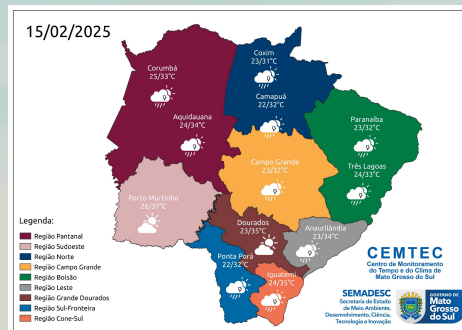 15/02/2025
Coxim
23/31°C
Camapuã
22/32°C
Corumbá
25/33°C
Aquidauana
24/34°C
Paranaíba
23/32°C
Três Lagoas
24/33°C
Campo Grande
23/32°C
Porto Murtinho
26/37°C
Dourados
23/35°C
Anaurilândia
23/34°C
Ponta Porã
22/32°C
Iguatemi
24/35°C
Legenda:
Região Pantanal
Região Sudoeste
Região Norte
Região Campo Grande
Região Bolsão
Região Leste
Região Grande Dourados
Região Sul-Fronteira
Região Cone-Sul
CEMTEC
Centro de Monitoramento
do Tempo e do Clima de
Mato Grosso do Sul
SEMADESC
Secretaria de Estado
de Meio Ambiente,
Desenvolvimento, Ciência,
Tecnologia e Inovação
GOVERNO DE
Mato
Grosso
do Sul